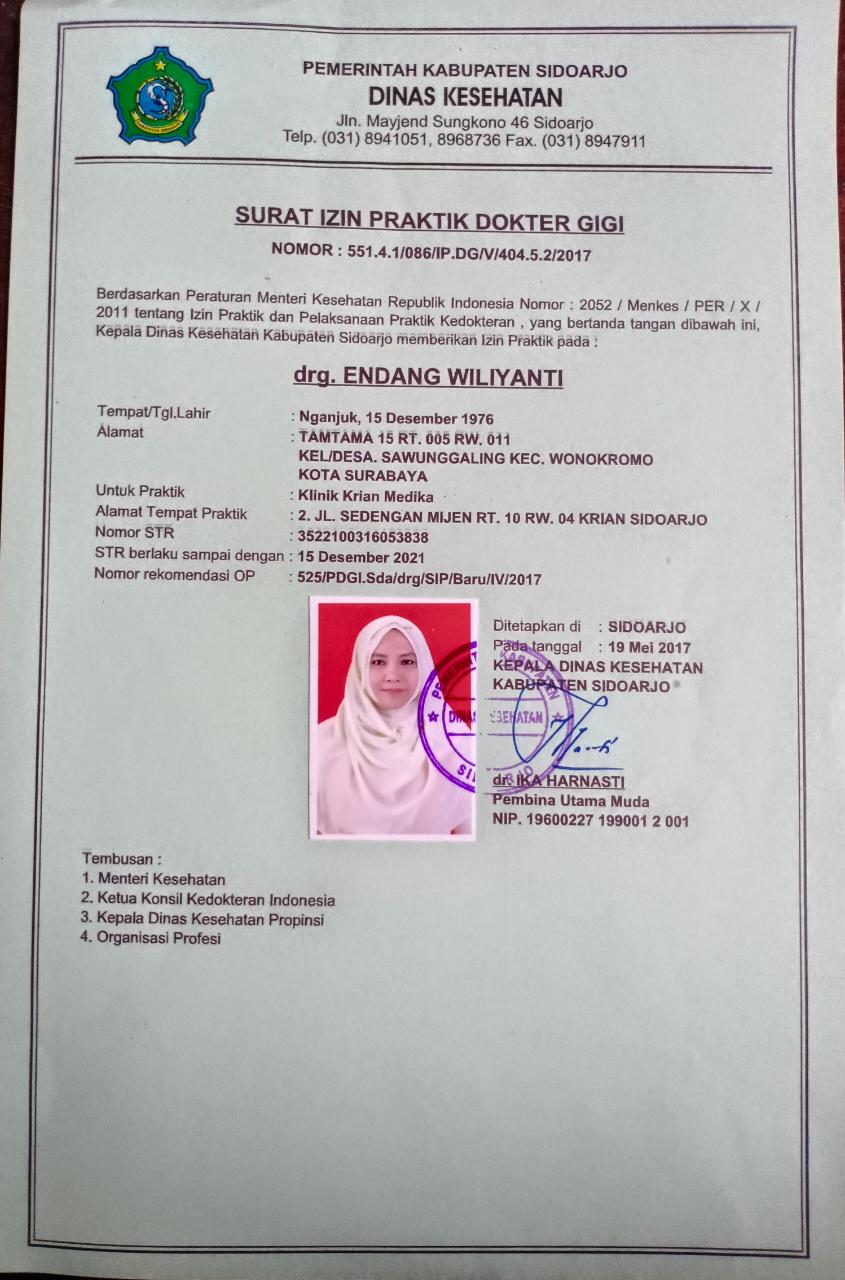 PEMERINTAH KABUPATEN SIDOARJO
DINAS KESEHATAN
Jln. Mayjend Sungkono 46 Sidoarjo
Telp. (031) 8941051, 8968736 Fax. (031) 8947911
SURAT IZIN PRAKTIK DOKTER GIGI
NOMOR : 551.4.1/086/IP.DG/V/404.5.2/2017
Berdasarkan Peraturan Menteri Kesehatan Republik Indonesia Nomor : 2052 / Menkes / PER / X /
2011 tentang Izin Praktik dan Pelaksanaan Praktik Kedokteran , yang bertanda tangan dibawah ini,
Kepala Dinas Kesehatan Kabupaten Sidoarjo memberikan Izin Praktik pada :
drg. ENDANG WILIYANTI
Tempat/Tgl.Lahir : Nganjuk, 15 Desember 1976
Alamat : TAMTAMA 15 RT. 005 RW. 011
KEL/DESA. SAWUNGGALING KEC. WONOKROMO
KOTA SURABAYA
Untuk Praktik : Klinik Krian Medika
Alamat Tempat Praktik : 2. JL. SEDENGAN MIJEN RT. 10 RW. 04 KRIAN SIDOARJO
Nomor STR : 3522100316053838
STR berlaku sampai dengan : 15 Desember 2021
Nomor rekomendasi OP : 525/PDGI.Sda/drg/SIP/Baru/IV/2017
Ditetapkan di : SIDOARJO
Pada tanggal : 19 Mei 2017
KEPALA DINAS KESEHATAN
KABUPATEN SIDOARJO
dr. IKA HARNASTI
Pembina Utama Muda
NIP. 19600227 199001 2 001
Tembusan :
1. Menteri Kesehatan
2. Ketua Konsil Kedokteran Indonesia
3. Kepala Dinas Kesehatan Propinsi
4. Organisasi Profesi